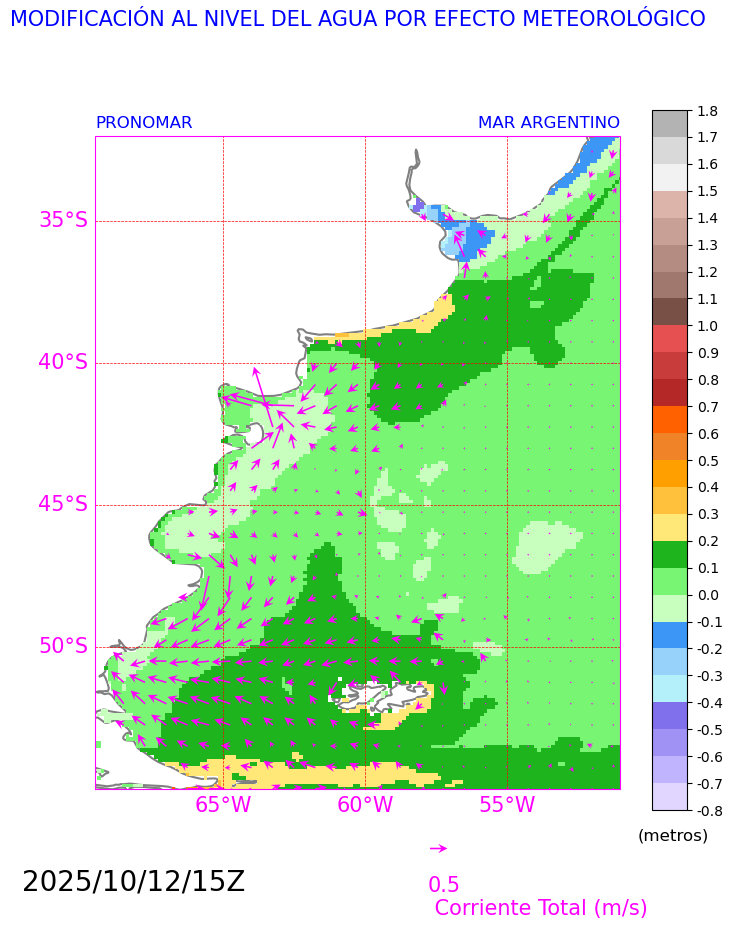 MODIFICACIÓN AL NIVEL DEL AGUA POR EFECTO METEOROLÓGICO
PRONOMAR
MAR ARGENTINO
35°S
40°S
45°S
50°S
65°W
60°W
55°W
1.8
1.7
1.6
1.5
1.4
1.3
1.2
1.1
1.0
0.9
0.8
0.7
0.6
0.5
0.4
0.3
0.2
0.1
0.0
-0.1
-0.2
-0.3
-0.4
-0.5
-0.6
-0.7
-0.8
(metros)
2025/10/12/15Z
0.5
Corriente Total (m/s)